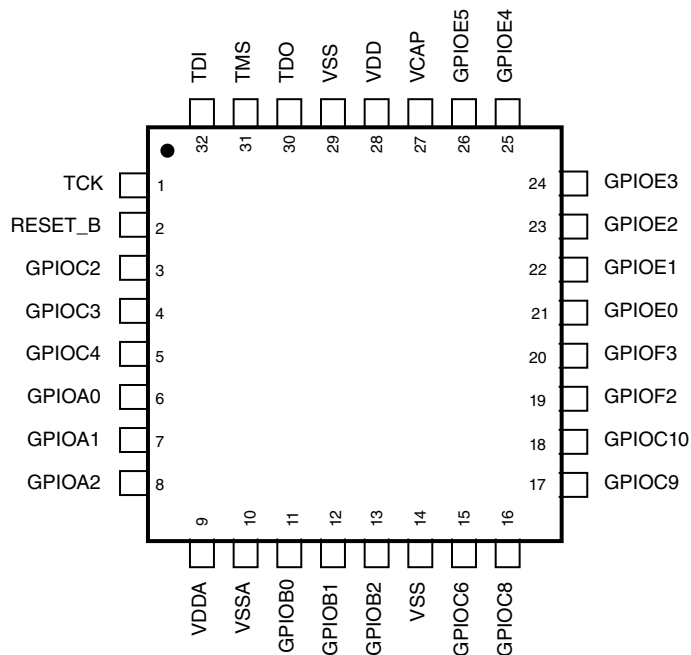 TDI TMS TDO VSS VDD VCAP GPIOE5 GPIOE4
32 31 30 29 28 27 26 25
TCK 1 24 GPIOE3
RESET_B 2 23 GPIOE2
GPIOC2 3 22 GPIOE1
GPIOC3 4 21 GPIOE0
GPIOC4 5 20 GPIOF3
GPIOA0 6 19 GPIOF2
GPIOA1 7 18 GPIOC10
GPIOA2 8 17 GPIOC9
9 10 11 12 13 14 15 16
VDDA VSSA GPIOB0 GPIOB1 GPIOB2 VSS GPIOC6 GPIOC8